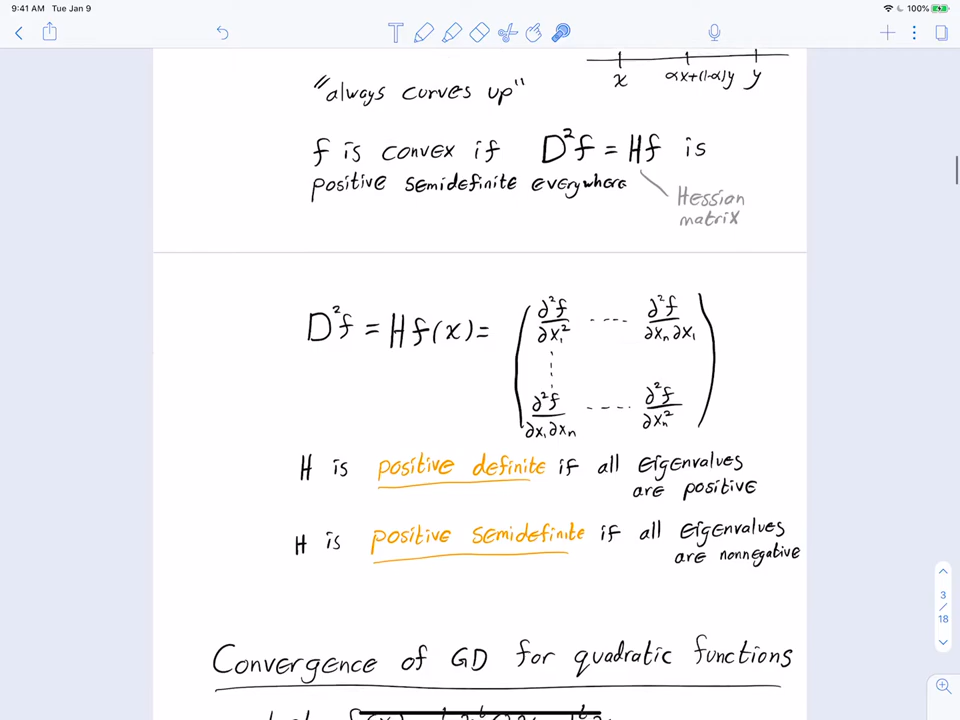 9:41 AM Tue Jan 9
100%
x αx+(1-α)y y
"always curves up"
f is convex if D²f = Hf is
positive semidefinite everywhere
Hessian
matrix
D²f = Hf(x) = ( ∂²f/∂x₁² ---- ∂²f/∂xₙ∂x₁
∂²f/∂x₁∂xₙ ---- ∂²f/∂xₙ² )
H is positive definite if all eigenvalues
are positive
H is positive semidefinite if all eigenvalues
are nonnegative
3
/
18
Convergence of GD for quadratic functions